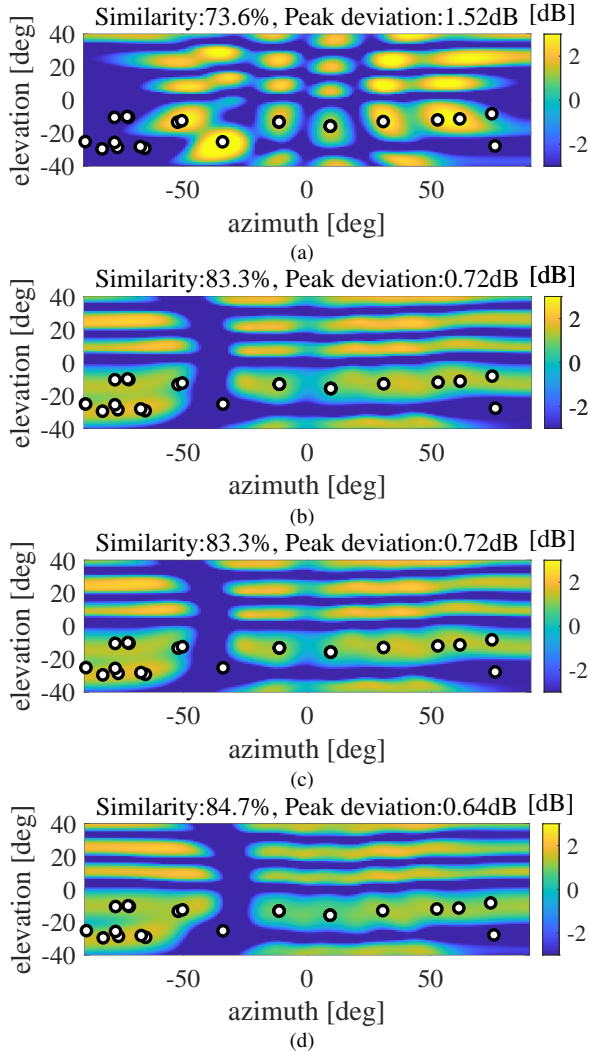 Similarity:73.6%, Peak deviation:1.52dB [dB]
40
20
0
-20
-40
elevation [deg]
-50 0 50
azimuth [deg]
2
0
-2
(a)
Similarity:83.3%, Peak deviation:0.72dB [dB]
40
20
0
-20
-40
elevation [deg]
-50 0 50
azimuth [deg]
2
0
-2
(b)
Similarity:83.3%, Peak deviation:0.72dB [dB]
40
20
0
-20
-40
elevation [deg]
-50 0 50
azimuth [deg]
2
0
-2
(c)
Similarity:84.7%, Peak deviation:0.64dB [dB]
40
20
0
-20
-40
elevation [deg]
-50 0 50
azimuth [deg]
2
0
-2
(d)